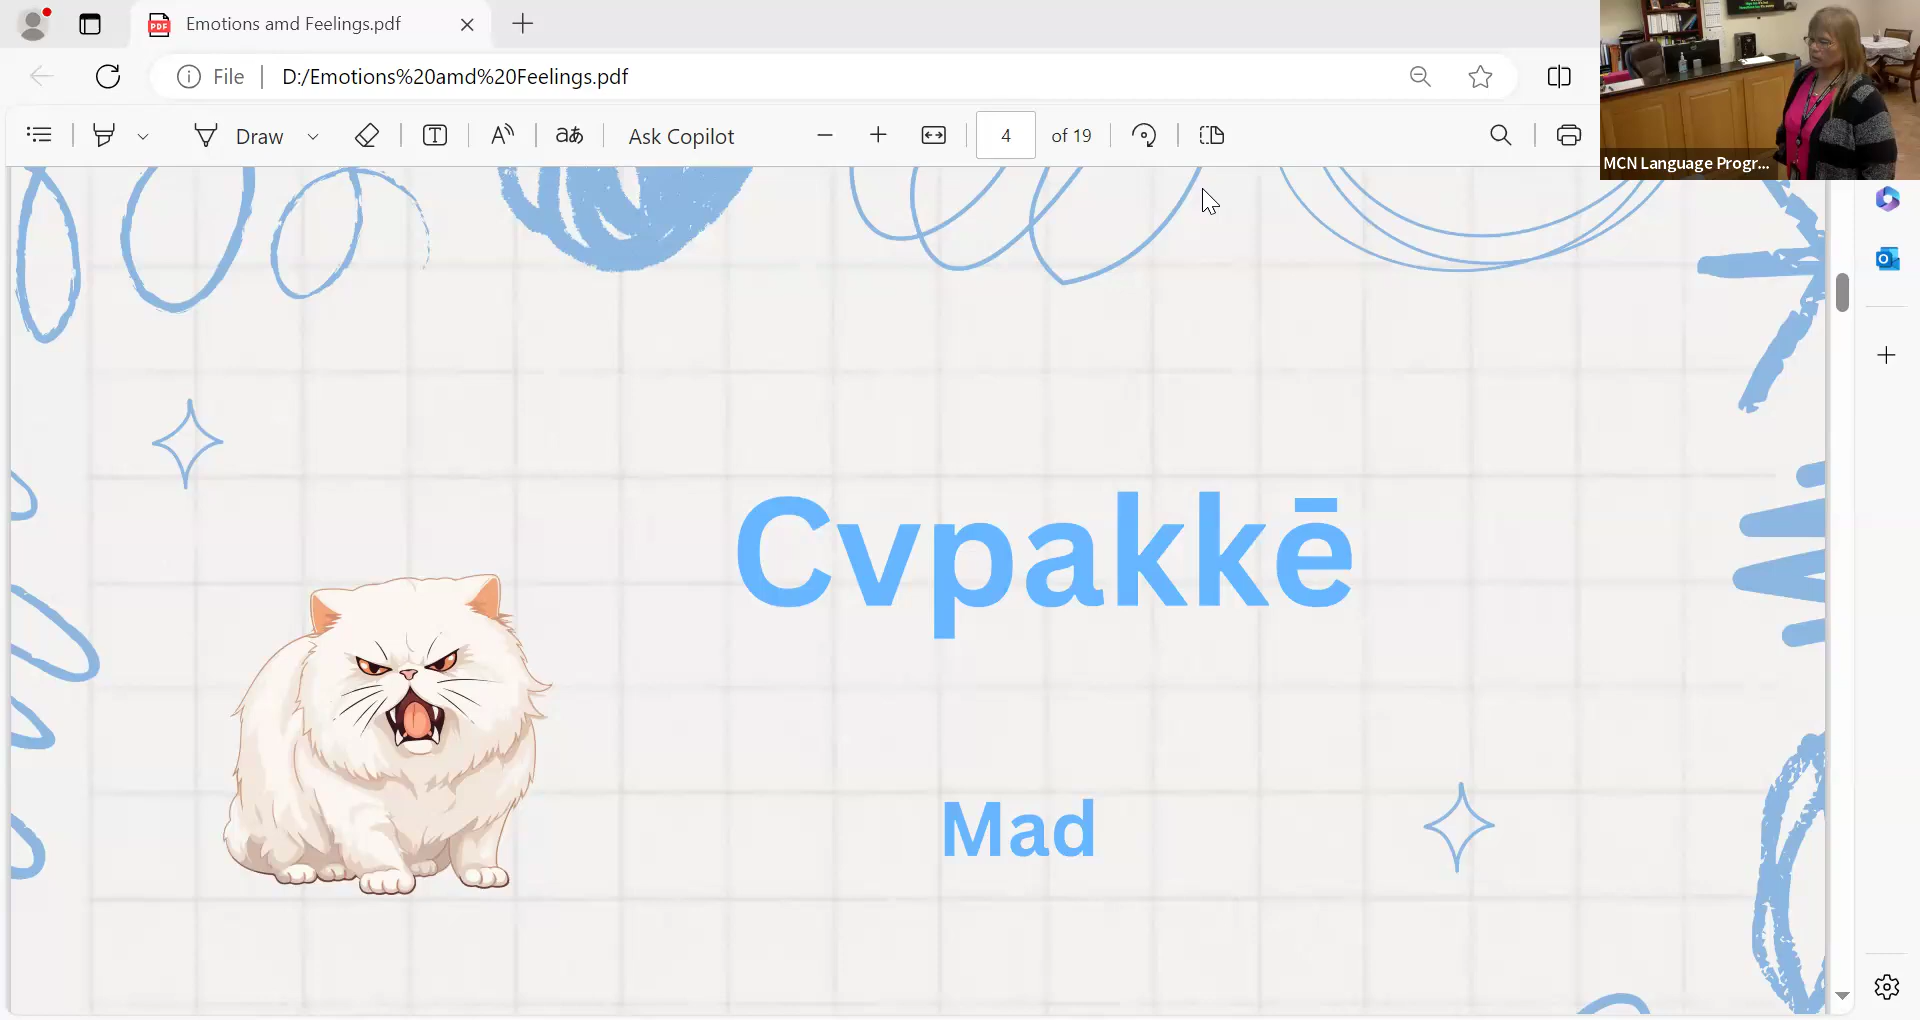 Emotions amd Feelings.pdf
File
D:/Emotions%20amd%20Feelings.pdf
Draw
Ask Copilot
4 of 19
MCN Language Progr...
Cvpakkē
Mad